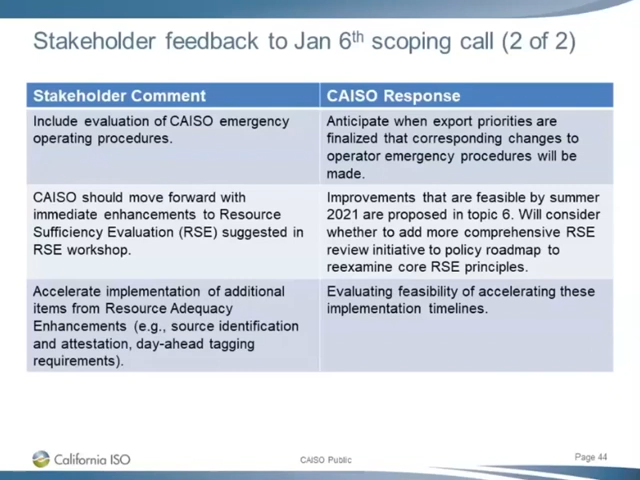 Stakeholder feedback to Jan 6th scoping call (2 of 2)
Stakeholder Comment
CAISO Response
Include evaluation of CAISO emergency
operating procedures.
Anticipate when export priorities are
finalized that corresponding changes to
operator emergency procedures will be
made.
CAISO should move forward with
immediate enhancements to Resource
Sufficiency Evaluation (RSE) suggested in
RSE workshop.
Improvements that are feasible by summer
2021 are proposed in topic 6. Will consider
whether to add more comprehensive RSE
review initiative to policy roadmap to
reexamine core RSE principles.
Accelerate implementation of additional
items from Resource Adequacy
Enhancements (e.g., source identification
and attestation, day-ahead tagging
requirements).
Evaluating feasibility of accelerating these
implementation timelines.
California ISO
CAISO Public
Page 44